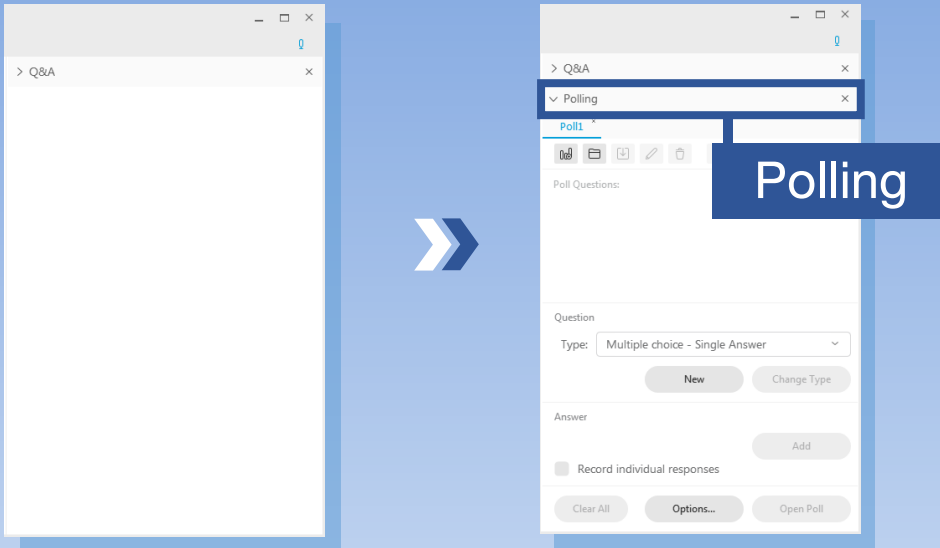 Q&A
Q&A
Polling
Poll1
Polling
Poll Questions:
Question
Type: Multiple choice - Single Answer
New Change Type
Answer
Add
Record individual responses
Clear All Options... Open Poll